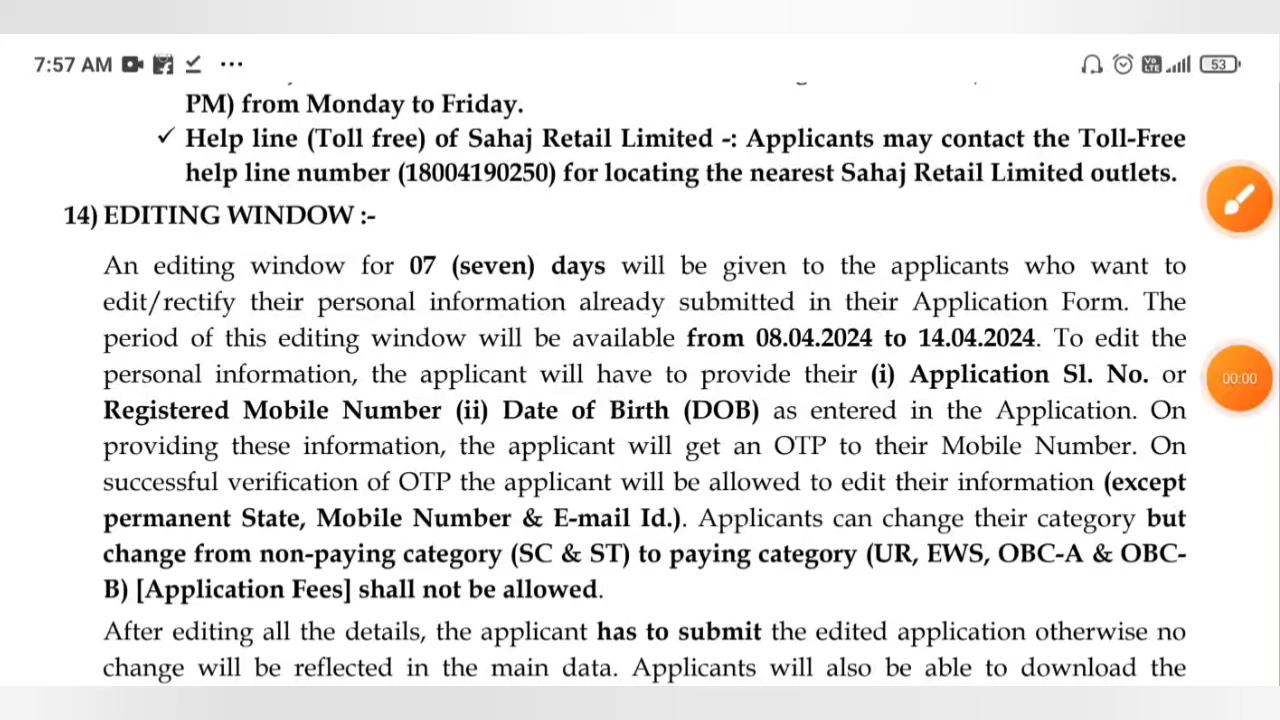 7:57 AM ...
VO LTE 53
PM) from Monday to Friday.
✓ Help line (Toll free) of Sahaj Retail Limited -: Applicants may contact the Toll-Free
help line number (18004190250) for locating the nearest Sahaj Retail Limited outlets.
14) EDITING WINDOW :-
An editing window for 07 (seven) days will be given to the applicants who want to
edit/rectify their personal information already submitted in their Application Form. The
period of this editing window will be available from 08.04.2024 to 14.04.2024. To edit the
personal information, the applicant will have to provide their (i) Application Sl. No. or
Registered Mobile Number (ii) Date of Birth (DOB) as entered in the Application. On
providing these information, the applicant will get an OTP to their Mobile Number. On
successful verification of OTP the applicant will be allowed to edit their information (except
permanent State, Mobile Number & E-mail Id.). Applicants can change their category but
change from non-paying category (SC & ST) to paying category (UR, EWS, OBC-A & OBC-
B) [Application Fees] shall not be allowed.
After editing all the details, the applicant has to submit the edited application otherwise no
change will be reflected in the main data. Applicants will also be able to download the
00:00